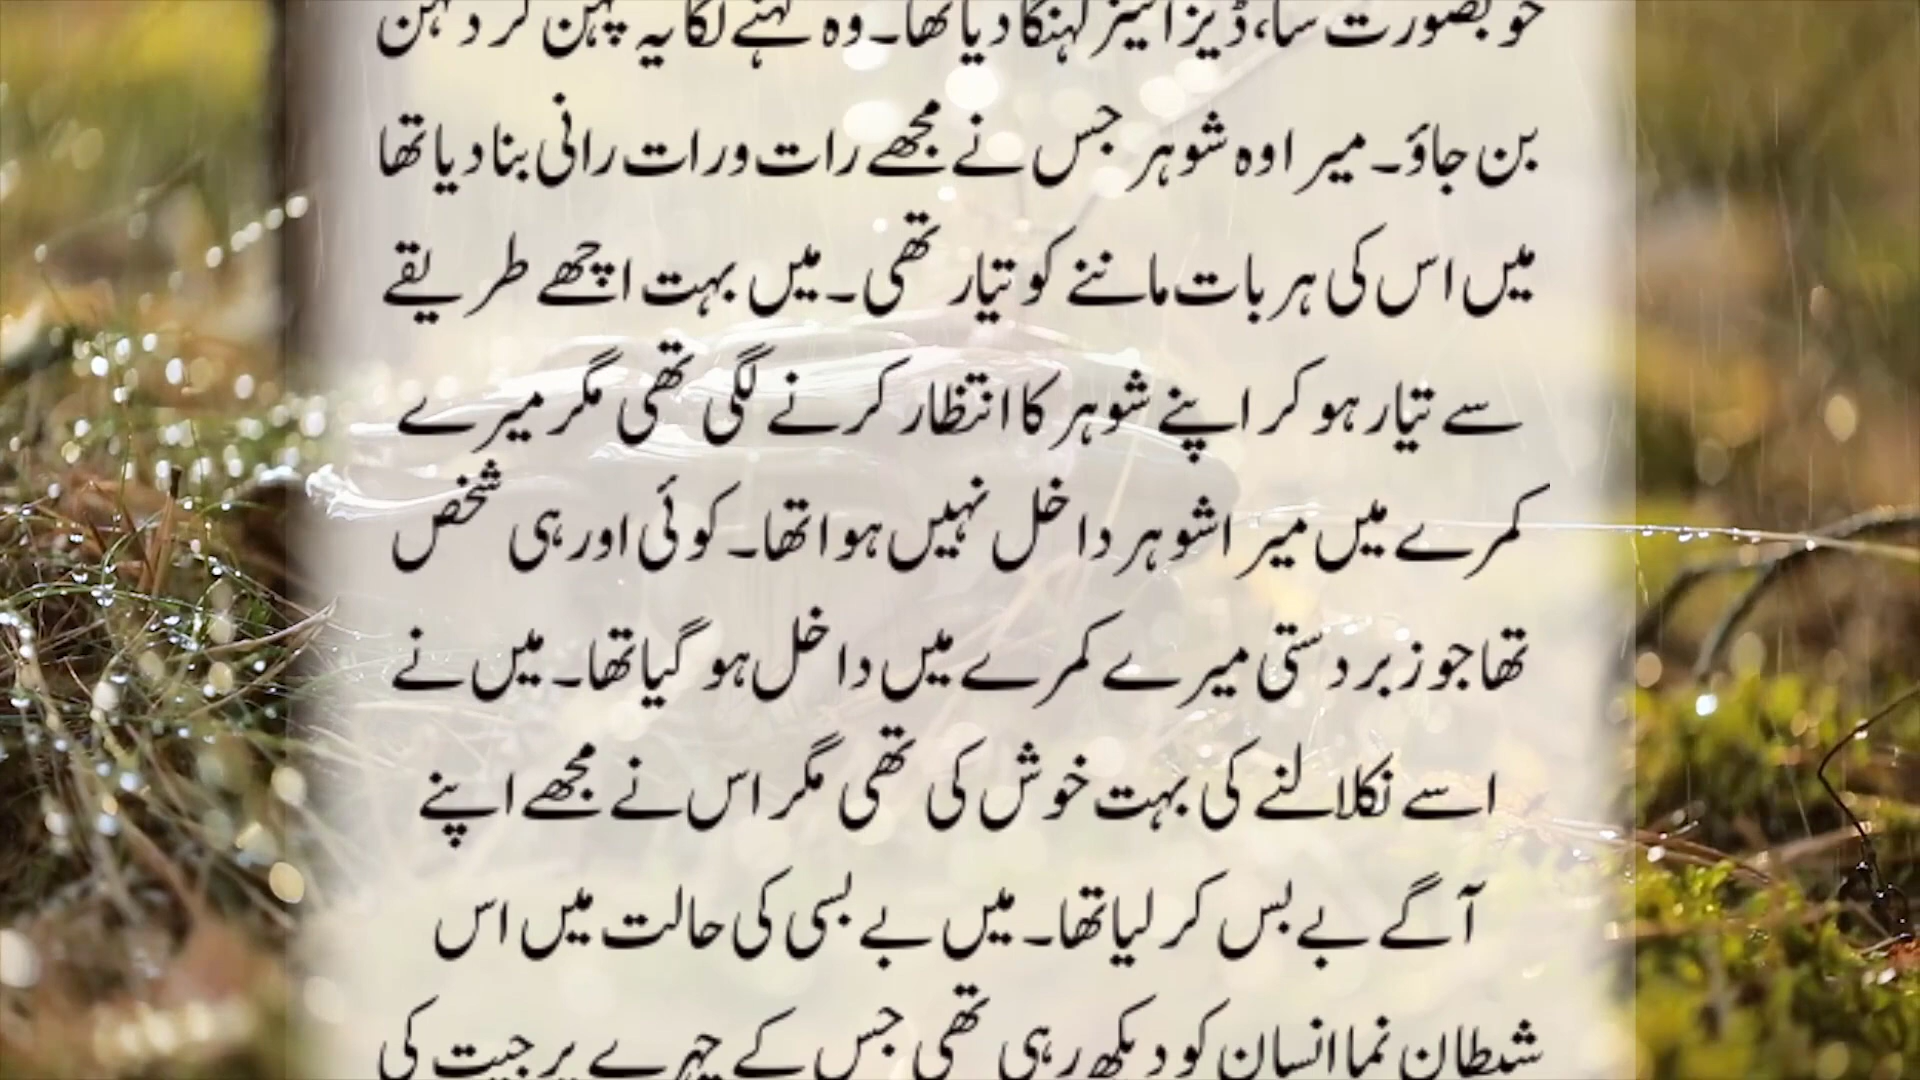 خوبصورت سا، ڈیزائینر لہنگا دیا تھا۔ وہ کہنے لگا یہ پہن کر دلہن
بن جاؤ۔ میرا وہ شوہر جس نے مجھے رات و رات رانی بنا دیا تھا
میں اس کی ہر بات ماننے کو تیار تھی۔ میں بہت اچھے طریقے
سے تیار ہو کر اپنے شوہر کا انتظار کرنے لگی تھی مگر میرے
کمرے میں میرا شوہر داخل نہیں ہوا تھا۔ کوئی اور ہی شخص
تھا جو زبردستی میرے کمرے میں داخل ہو گیا تھا۔ میں نے
اسے نکلالنے کی بہت خوش کی تھی مگر اس نے مجھے اپنے
آگے بے بس کر لیا تھا۔ میں بے بسی کی حالت میں اس
شیطان نما انسان کو دیکھ رہی تھی جس کے چہرے پر جیت کی